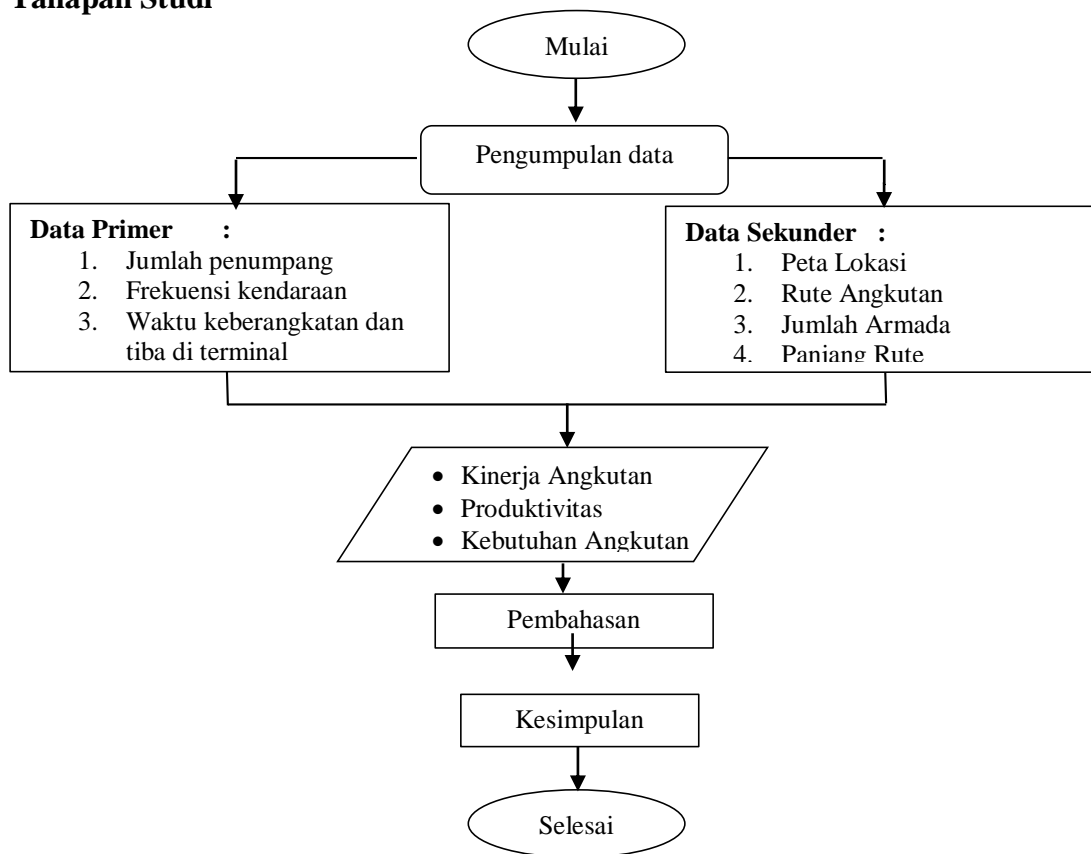 Tahapan Studi
Mulai
Pengumpulan data
Data Primer :
1. Jumlah penumpang
2. Frekuensi kendaraan
3. Waktu keberangkatan dan
tiba di terminal
Data Sekunder :
1. Peta Lokasi
2. Rute Angkutan
3. Jumlah Armada
4. Panjang Rute
• Kinerja Angkutan
• Produktivitas
• Kebutuhan Angkutan
Pembahasan
Kesimpulan
Selesai